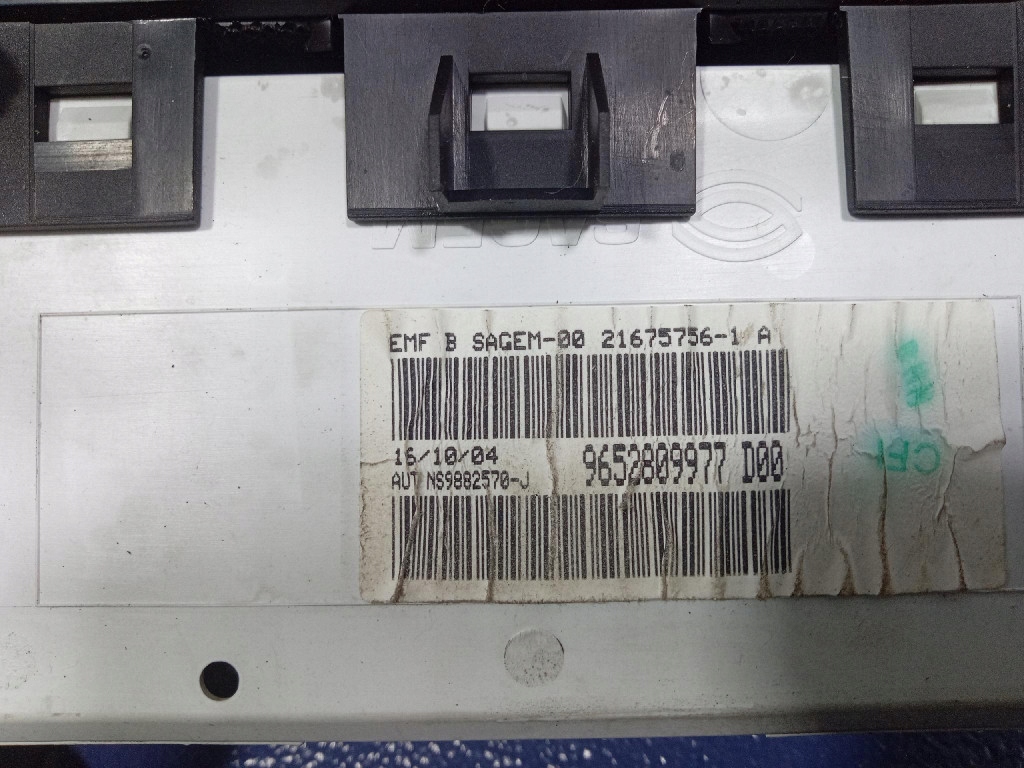 EMF B SAGEM-00 21675756-1 A
16/10/04
9652809977 D00
AUT NS9882570-J